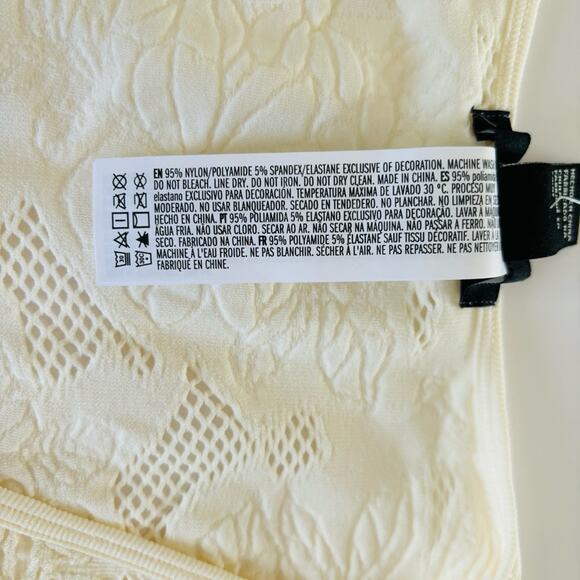 EN 95% NYLON/POLYAMIDE 5% SPANDEX/ELASTANE EXCLUSIVE OF DECORATION. MACHINE WASH
DO NOT BLEACH. LINE DRY. DO NOT IRON. DO NOT DRY CLEAN. MADE IN CHINA. ES 95% poliamida
elastano EXCLUSIVO PARA DECORACIÓN. TEMPERATURA MÁXIMA DE LAVADO 30 °C. PROCESO MUY
MODERADO. NO USAR BLANQUEADOR. SECADO EN TENDEDERO. NO PLANCHAR. NO LIMPIEZA EN SE
HECHO EN CHINA. PT 95% POLIAMIDA 5% ELASTANO EXCLUSIVO PARA DECORAÇÃO. LAVAR À MÁQUI
ÁGUA FRIA. NÃO USAR CLORO. SECAR AO AR. NÃO SECAR NA MÁQUINA. NÃO PASSAR A FERRO. NÃO
SECO. FABRICADO NA CHINA. FR 95% POLYAMIDE 5% ÉLASTANE SAUF TISSU DÉCORATIF. LAVER À LA
MACHINE À L'EAU FROIDE. NE PAS BLANCHIR. SÉCHER À L'AIR. NE PAS REPASSER. NE PAS NETTOYER
FABRIQUÉ EN CHINE.